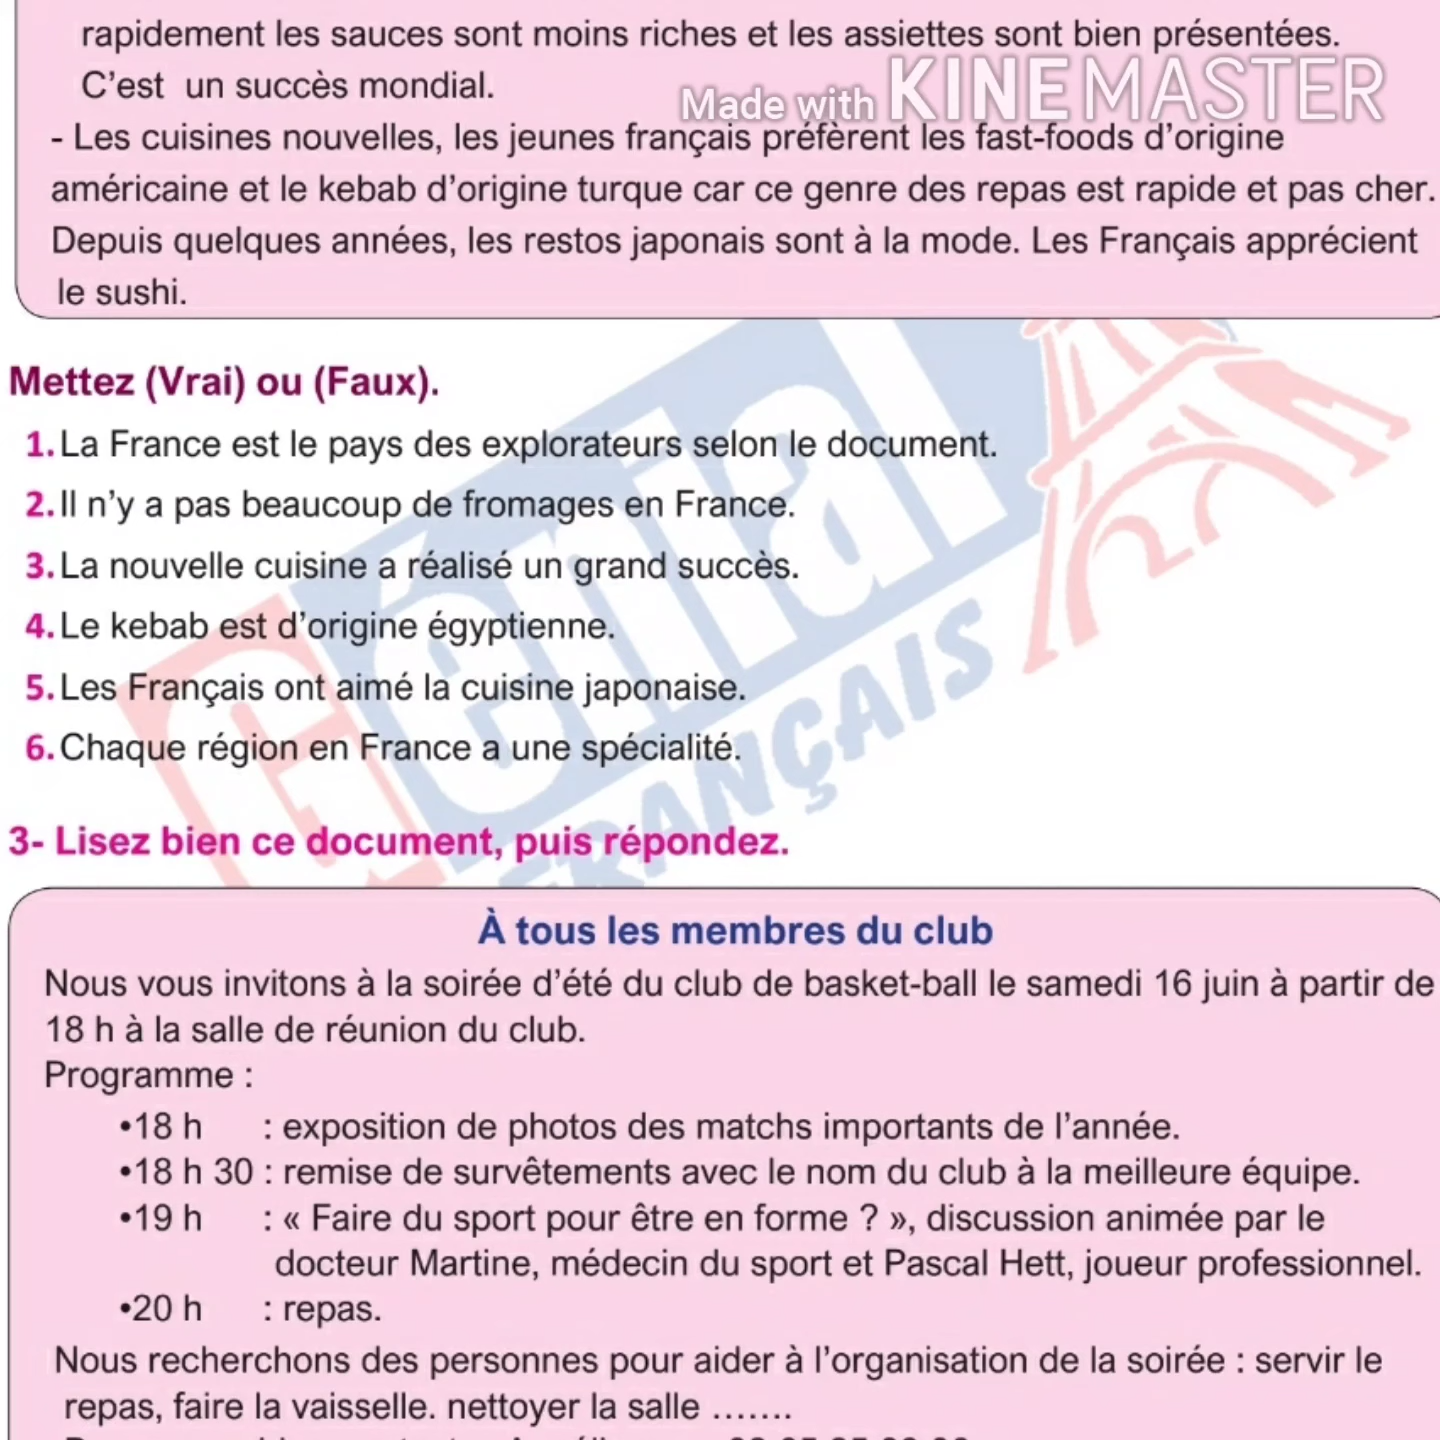 rapidement les sauces sont moins riches et les assiettes sont bien présentées.
C'est un succès mondial.
Made with KINEMASTER
- Les cuisines nouvelles, les jeunes français préfèrent les fast-foods d'origine
américaine et le kebab d'origine turque car ce genre des repas est rapide et pas cher.
Depuis quelques années, les restos japonais sont à la mode. Les Français apprécient
le sushi.
Mettez (Vrai) ou (Faux).
1. La France est le pays des explorateurs selon le document.
2. Il n'y a pas beaucoup de fromages en France.
3. La nouvelle cuisine a réalisé un grand succès.
4. Le kebab est d'origine égyptienne.
5. Les Français ont aimé la cuisine japonaise.
6. Chaque région en France a une spécialité.
Génial
FRANÇAIS
3- Lisez bien ce document, puis répondez.
À tous les membres du club
Nous vous invitons à la soirée d'été du club de basket-ball le samedi 16 juin à partir de
18 h à la salle de réunion du club.
Programme :
•18 h : exposition de photos des matchs importants de l'année.
•18 h 30 : remise de survêtements avec le nom du club à la meilleure équipe.
•19 h : « Faire du sport pour être en forme ? », discussion animée par le
docteur Martine, médecin du sport et Pascal Hett, joueur professionnel.
•20 h : repas.
Nous recherchons des personnes pour aider à l'organisation de la soirée : servir le
repas, faire la vaisselle. nettoyer la salle .......